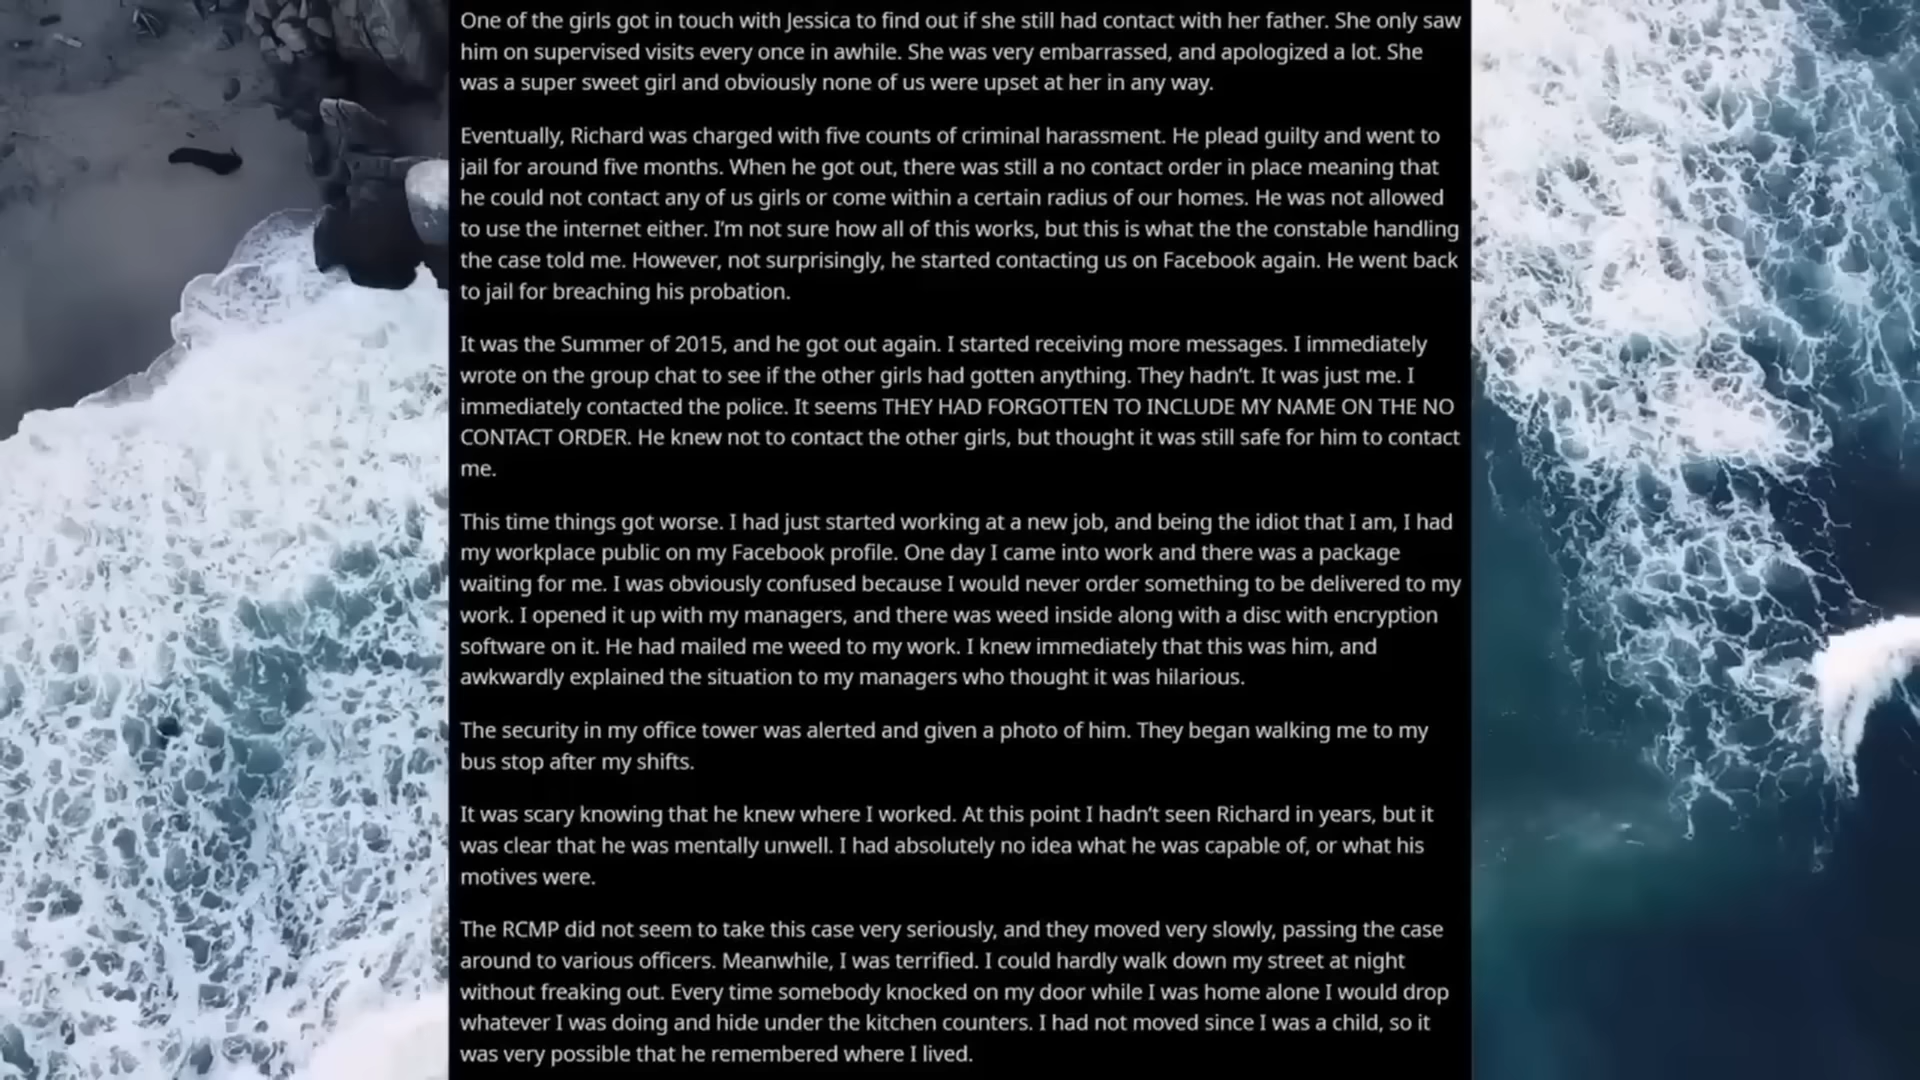 One of the girls got in touch with Jessica to find out if she still had contact with her father. She only saw
him on supervised visits every once in awhile. She was very embarrassed, and apologized a lot. She
was a super sweet girl and obviously none of us were upset at her in any way.
Eventually, Richard was charged with five counts of criminal harassment. He plead guilty and went to
jail for around five months. When he got out, there was still a no contact order in place meaning that
he could not contact any of us girls or come within a certain radius of our homes. He was not allowed
to use the internet either. I'm not sure how all of this works, but this is what the the constable handling
the case told me. However, not surprisingly, he started contacting us on Facebook again. He went back
to jail for breaching his probation.
It was the Summer of 2015, and he got out again. I started receiving more messages. I immediately
wrote on the group chat to see if the other girls had gotten anything. They hadn't. It was just me. I
immediately contacted the police. It seems THEY HAD FORGOTTEN TO INCLUDE MY NAME ON THE NO
CONTACT ORDER. He knew not to contact the other girls, but thought it was still safe for him to contact
me.
This time things got worse. I had just started working at a new job, and being the idiot that I am, I had
my workplace public on my Facebook profile. One day I came into work and there was a package
waiting for me. I was obviously confused because I would never order something to be delivered to my
work. I opened it up with my managers, and there was weed inside along with a disc with encryption
software on it. He had mailed me weed to my work. I knew immediately that this was him, and
awkwardly explained the situation to my managers who thought it was hilarious.
The security in my office tower was alerted and given a photo of him. They began walking me to my
bus stop after my shifts.
It was scary knowing that he knew where I worked. At this point I hadn't seen Richard in years, but it
was clear that he was mentally unwell. I had absolutely no idea what he was capable of, or what his
motives were.
The RCMP did not seem to take this case very seriously, and they moved very slowly, passing the case
around to various officers. Meanwhile, I was terrified. I could hardly walk down my street at night
without freaking out. Every time somebody knocked on my door while I was home alone I would drop
whatever I was doing and hide under the kitchen counters. I had not moved since I was a child, so it
was very possible that he remembered where I lived.